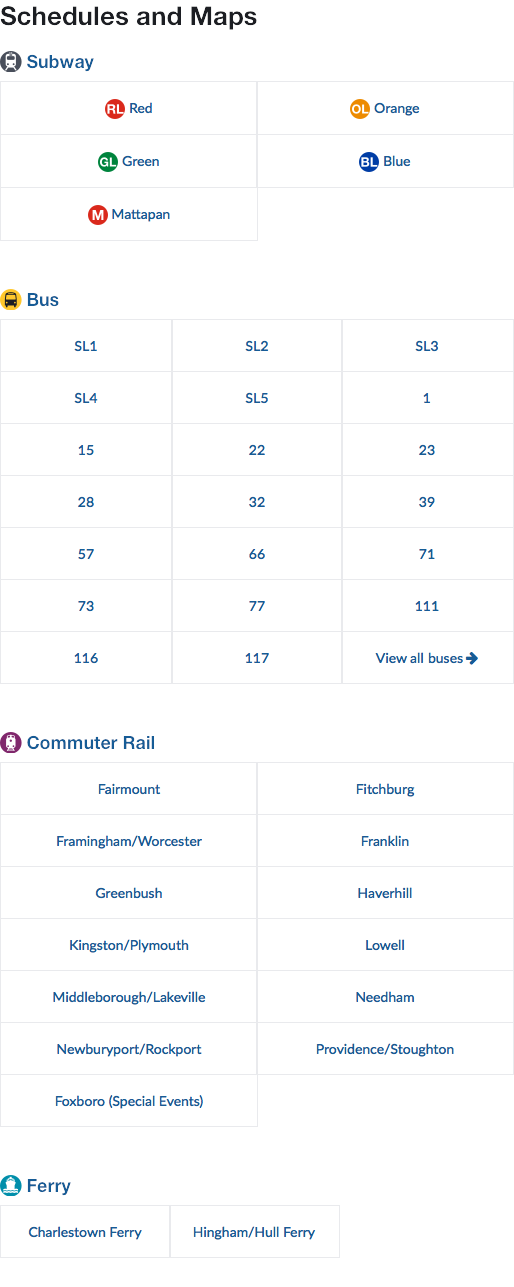 Schedules and Maps
Subway
RL Red
OL Orange
GL Green
BL Blue
M Mattapan
Bus
SL1 SL2 SL3
SL4 SL5 1
15 22 23
28 32 39
57 66 71
73 77 111
116 117 View all buses
Commuter Rail
Fairmount Fitchburg
Framingham/Worcester Franklin
Greenbush Haverhill
Kingston/Plymouth Lowell
Middleborough/Lakeville Needham
Newburyport/Rockport Providence/Stoughton
Foxboro (Special Events)
Ferry
Charlestown Ferry Hingham/Hull Ferry